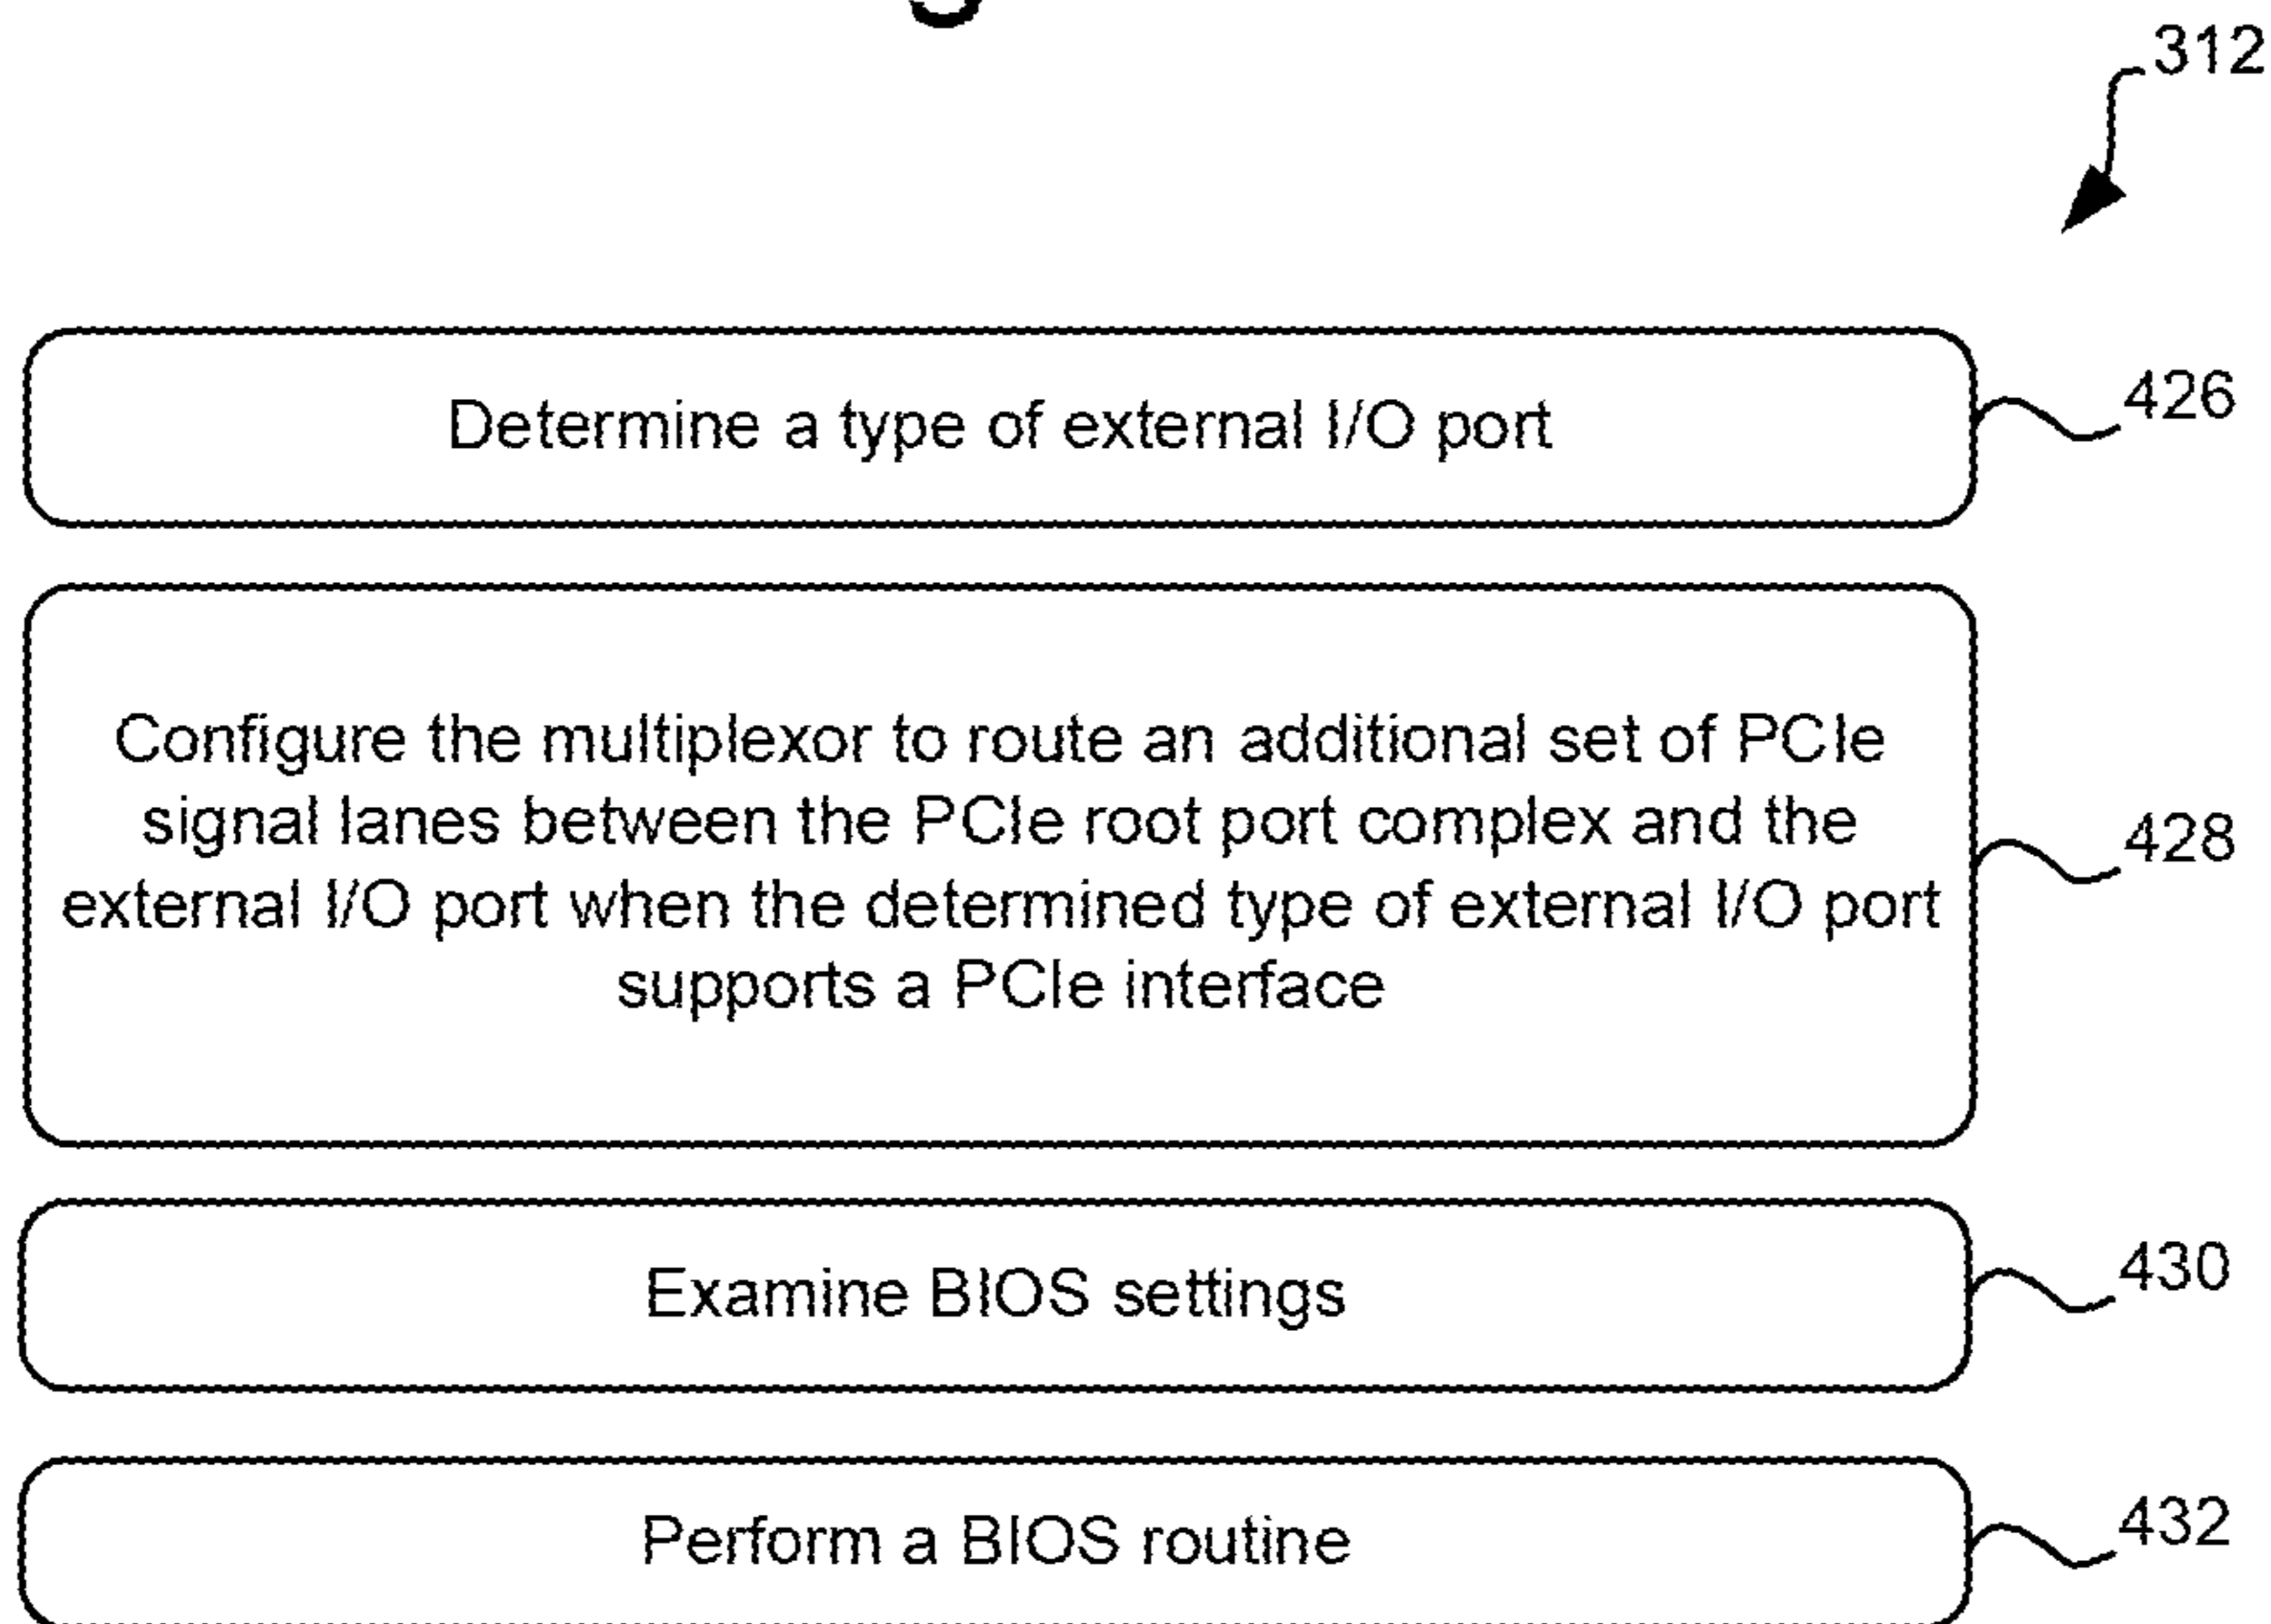 312
Determine a type of external I/O port
426
Configure the multiplexor to route an additional set of PCIe
signal lanes between the PCIe root port complex and the
external I/O port when the determined type of external I/O port
supports a PCIe interface
428
Examine BIOS settings
430
Perform a BIOS routine
432